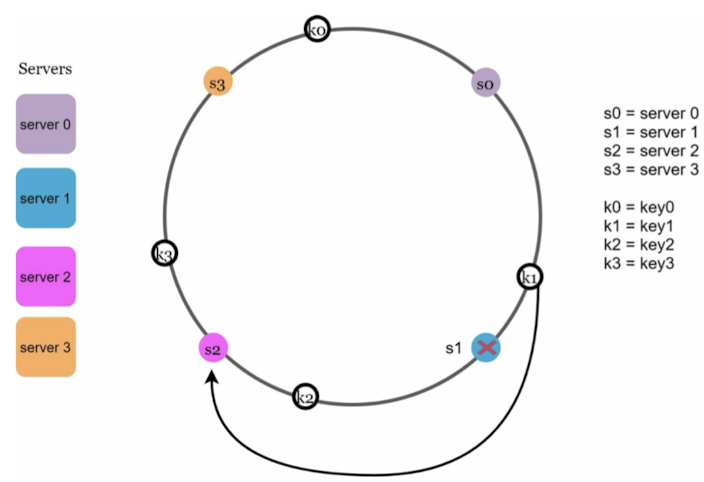 Servers
server 0
server 1
server 2
server 3
k0
s3
s0
k3
k1
s2
s1
k2
s0 = server 0
s1 = server 1
s2 = server 2
s3 = server 3
k0 = key0
k1 = key1
k2 = key2
k3 = key3